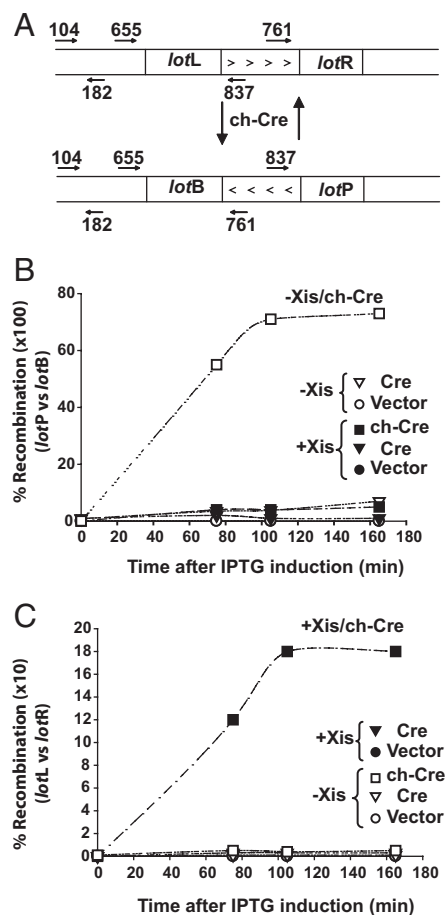 A
104 655 761
lotL > > > > lotR
182 837
ch-Cre
104 655 837
lotB < < < < lotP
182 761
B
% Recombination (x100)
(lotP vs lotB)
80
60
40
20
0
-Xis/ch-Cre
-Xis { Cre
Vector
+Xis { ch-Cre
Cre
Vector
0 20 40 60 80 100 120 140 160 180
Time after IPTG induction (min)
C
% Recombination (x10)
(lotL vs lotR)
20
18
16
14
12
10
8
6
4
2
0
+Xis/ch-Cre
+Xis { Cre
Vector
-Xis { ch-Cre
Cre
Vector
0 20 40 60 80 100 120 140 160 180
Time after IPTG induction (min)